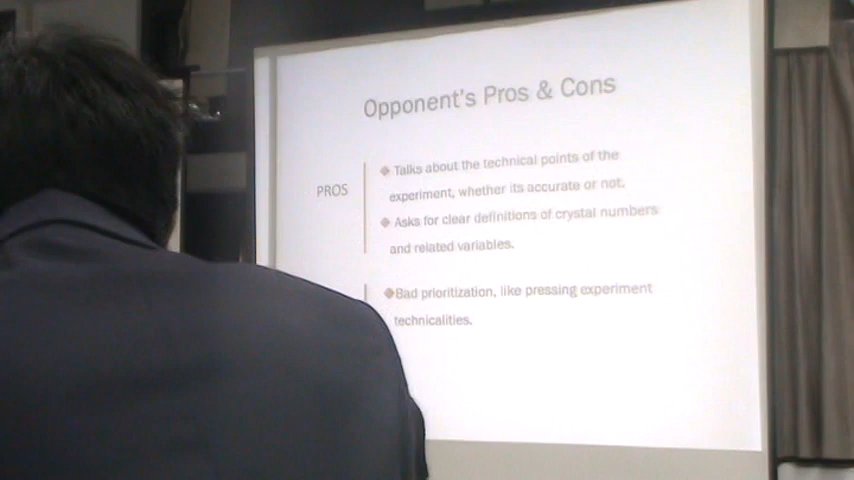 Opponent's Pros & Cons
PROS
Talks about the technical points of the
experiment, whether its accurate or not.
Asks for clear definitions of crystal numbers
and related variables.
Bad prioritization, like pressing experiment
technicalities.